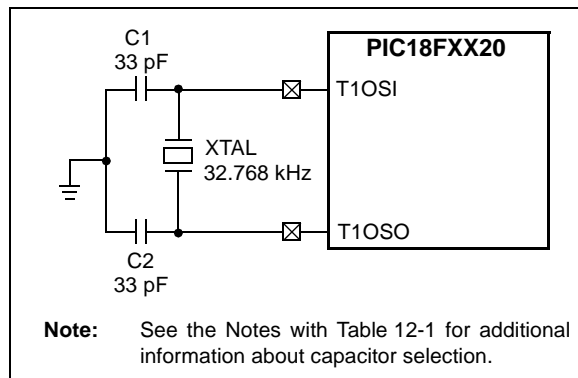 C1
33 pF
PIC18FXX20
T1OSI
XTAL
32.768 kHz
T1OSO
C2
33 pF
Note: See the Notes with Table 12-1 for additional
information about capacitor selection.